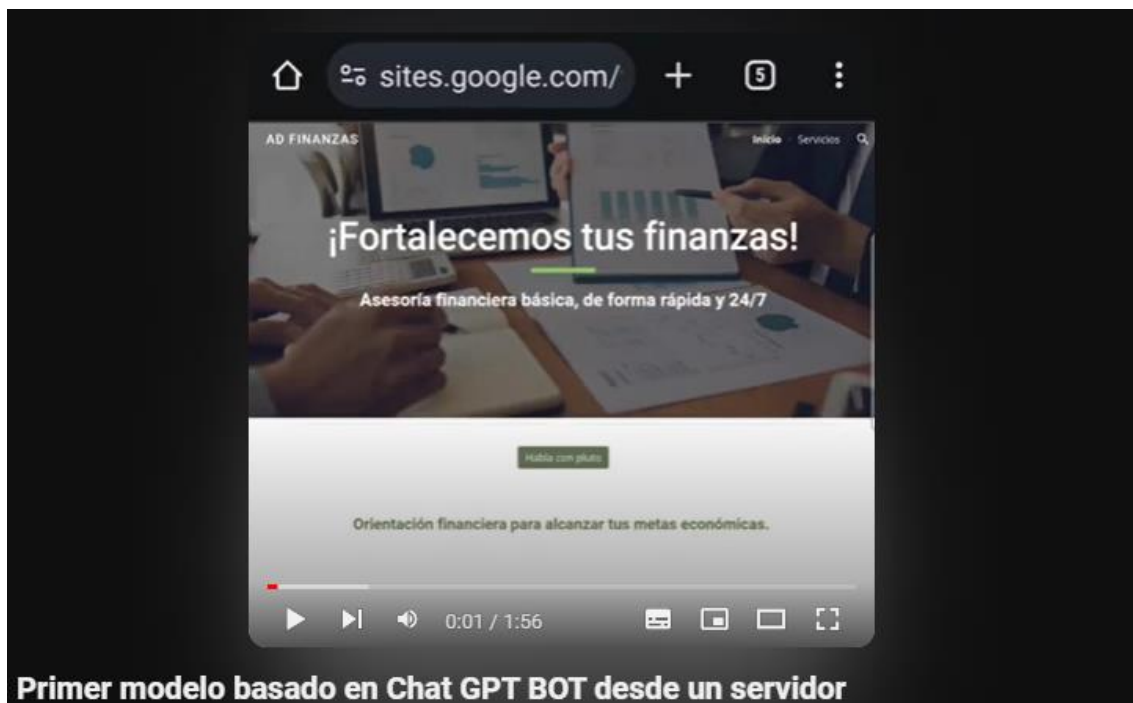 sites.google.com/
5
AD FINANZAS
Inicio Servicios
¡Fortalecemos tus finanzas!
Asesoría financiera básica, de forma rápida y 24/7
Habla con pluto
Orientación financiera para alcanzar tus metas económicas.
0:01 / 1:56
Primer modelo basado en Chat GPT BOT desde un servidor